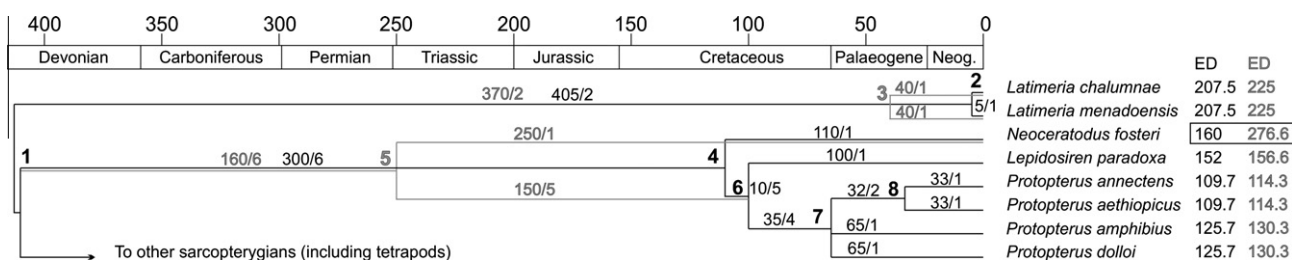 400 350 300 250 200 150 100 50 0
Devonian Carboniferous Permian Triassic Jurassic Cretaceous Palaeogene Neog.
ED ED
370/2 405/2 3 40/1 2 Latimeria chalumnae 207.5 225
40/1 5/1 Latimeria menadoensis 207.5 225
250/1 110/1 Neoceratodus fosteri 160 276.6
1 160/6 300/6 5 4 100/1 Lepidosiren paradoxa 152 156.6
150/5 6 10/5 32/2 8 33/1 Protopterus annectens 109.7 114.3
33/1 Protopterus aethiopicus 109.7 114.3
35/4 7 65/1 Protopterus amphibius 125.7 130.3
To other sarcopterygians (including tetrapods) 65/1 Protopterus dolloi 125.7 130.3